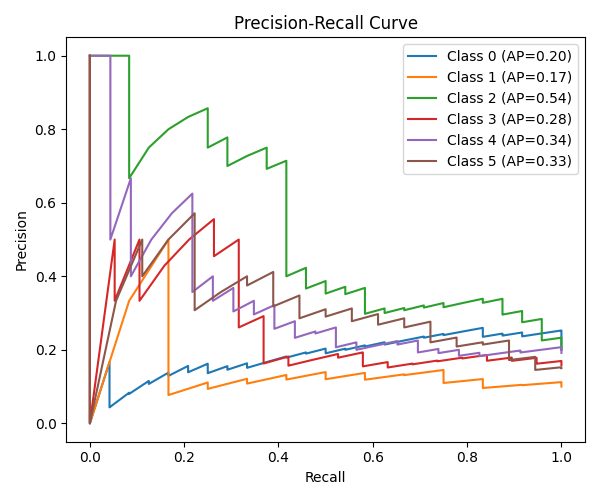 Precision-Recall Curve
Precision
1.0
0.8
0.6
0.4
0.2
0.0
Class 0 (AP=0.20)
Class 1 (AP=0.17)
Class 2 (AP=0.54)
Class 3 (AP=0.28)
Class 4 (AP=0.34)
Class 5 (AP=0.33)
0.0 0.2 0.4 0.6 0.8 1.0
Recall